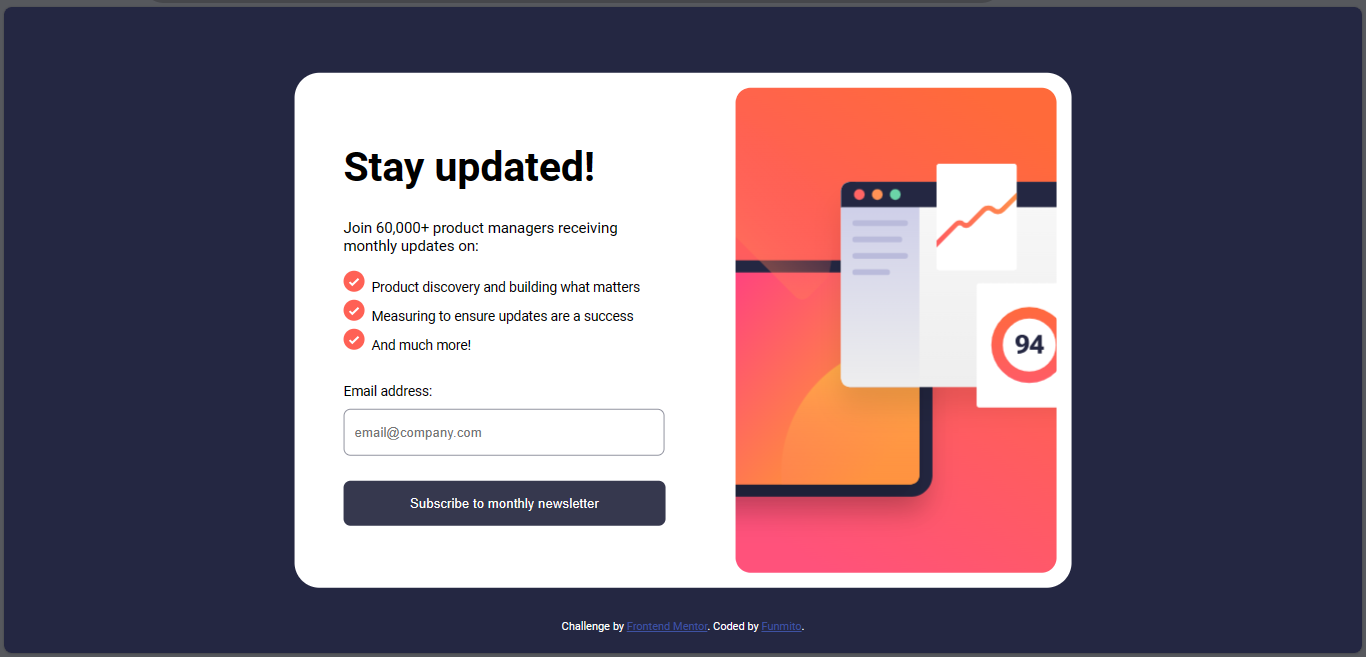 Stay updated!
Join 60,000+ product managers receiving
monthly updates on:
Product discovery and building what matters
Measuring to ensure updates are a success
And much more!
Email address:
email@company.com
Subscribe to monthly newsletter
94
Challenge by Frontend Mentor. Coded by Funmito.